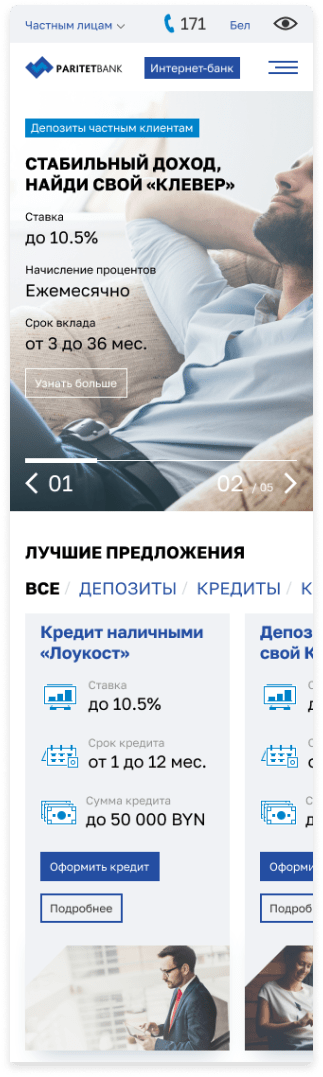 Частным лицам
171
Бел
PARITETBANK
Интернет-банк
Депозиты частным клиентам
СТАБИЛЬНЫЙ ДОХОД,
НАЙДИ СВОЙ «КЛЕВЕР»
Ставка
до 10.5%
Начисление процентов
Ежемесячно
Срок вклада
от 3 до 36 мес.
Узнать больше
01
02 / 05
ЛУЧШИЕ ПРЕДЛОЖЕНИЯ
ВСЕ / ДЕПОЗИТЫ / КРЕДИТЫ / К
Кредит наличными
«Лоукост»
Ставка
до 10.5%
Срок кредита
от 1 до 12 мес.
Сумма кредита
до 50 000 BYN
Оформить кредит
Подробнее
Депоз
свой К
Оформи
Подроб